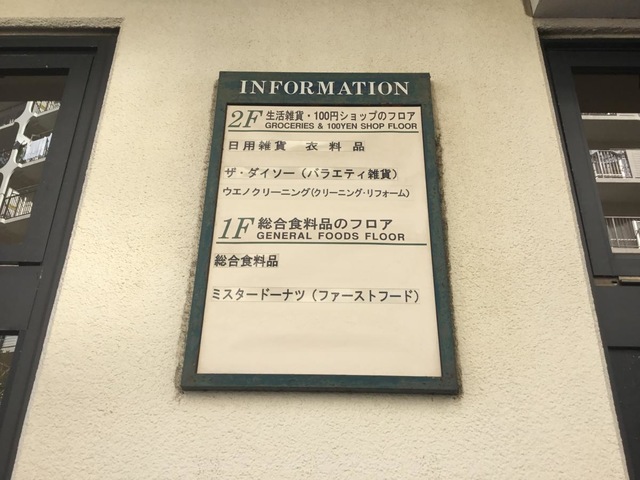 INFORMATION
2F 生活雑貨・100円ショップのフロア
GROCERIES & 100YEN SHOP FLOOR
日用雑貨 衣料品
ザ・ダイソー(バラエティ雑貨)
ウエノクリーニング(クリーニング・リフォーム)
1F 総合食料品のフロア
GENERAL FOODS FLOOR
総合食料品
ミスタードーナツ(ファーストフード)